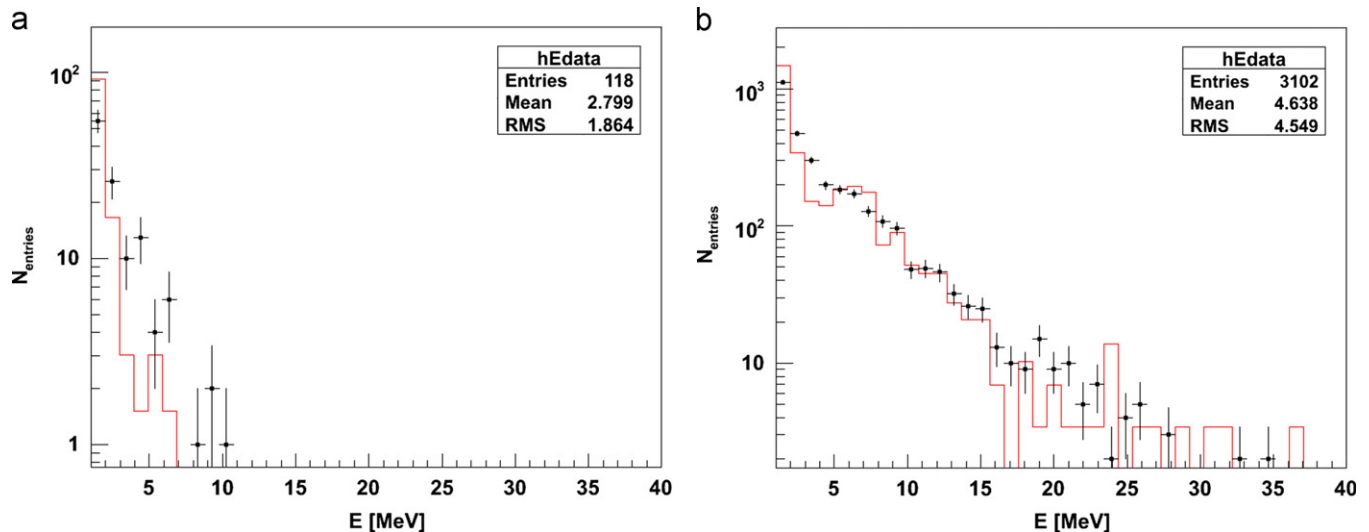 a
hEdata
Entries 118
Mean 2.799
RMS 1.864
10²
10
1
N_entries
5 10 15 20 25 30 35 40
E [MeV]
b
hEdata
Entries 3102
Mean 4.638
RMS 4.549
10³
10²
10
N_entries
5 10 15 20 25 30 35 40
E [MeV]